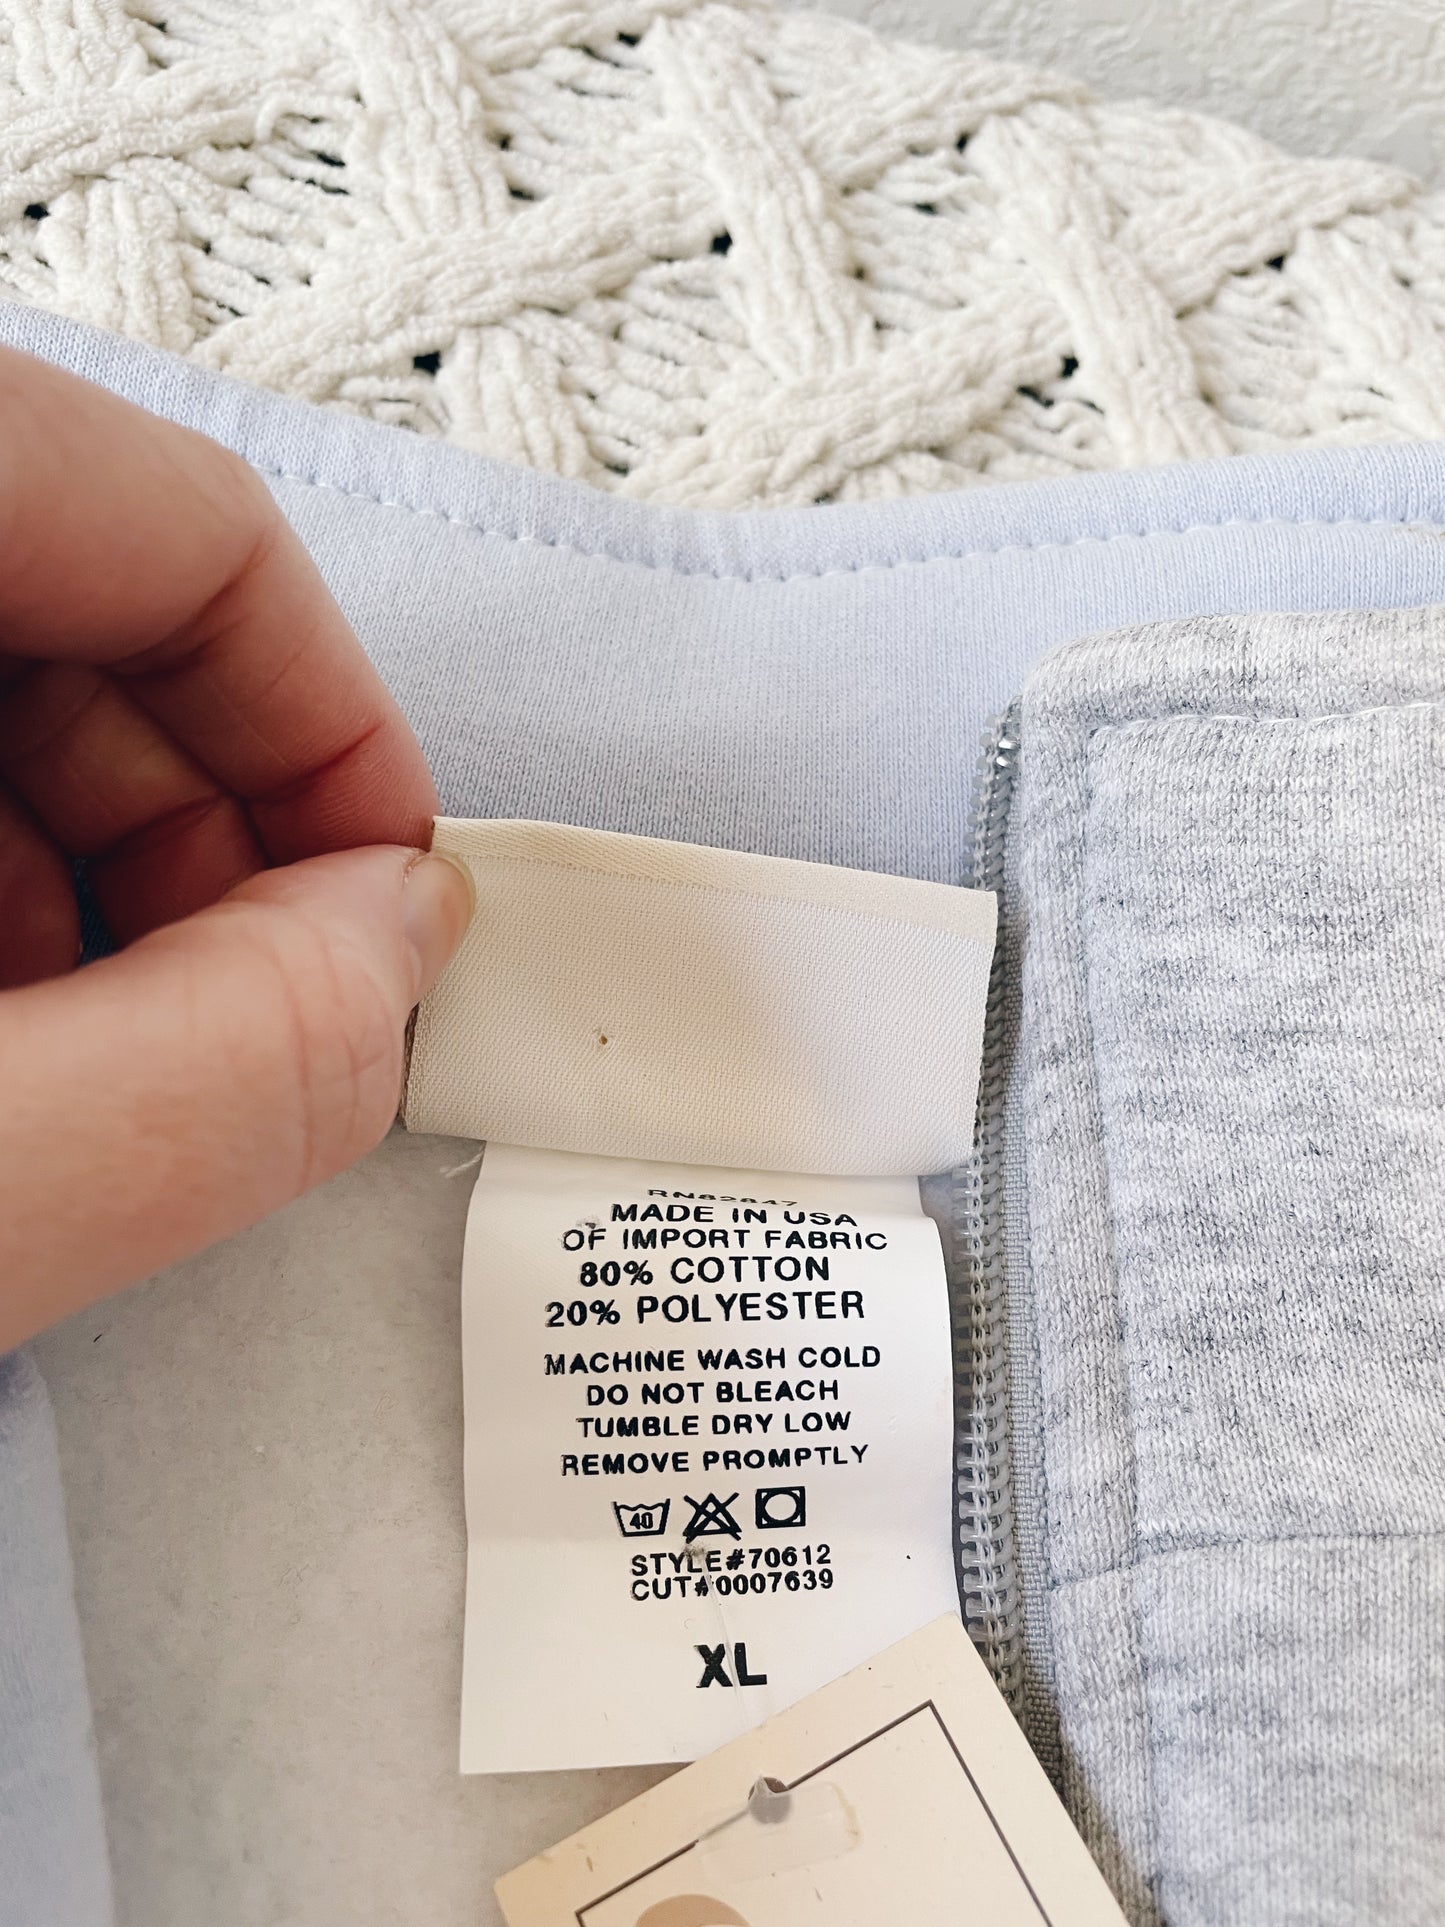 RN82847
MADE IN USA
OF IMPORT FABRIC
80% COTTON
20% POLYESTER
MACHINE WASH COLD
DO NOT BLEACH
TUMBLE DRY LOW
REMOVE PROMPTLY
40
STYLE#70612
CUT#0007639
XL